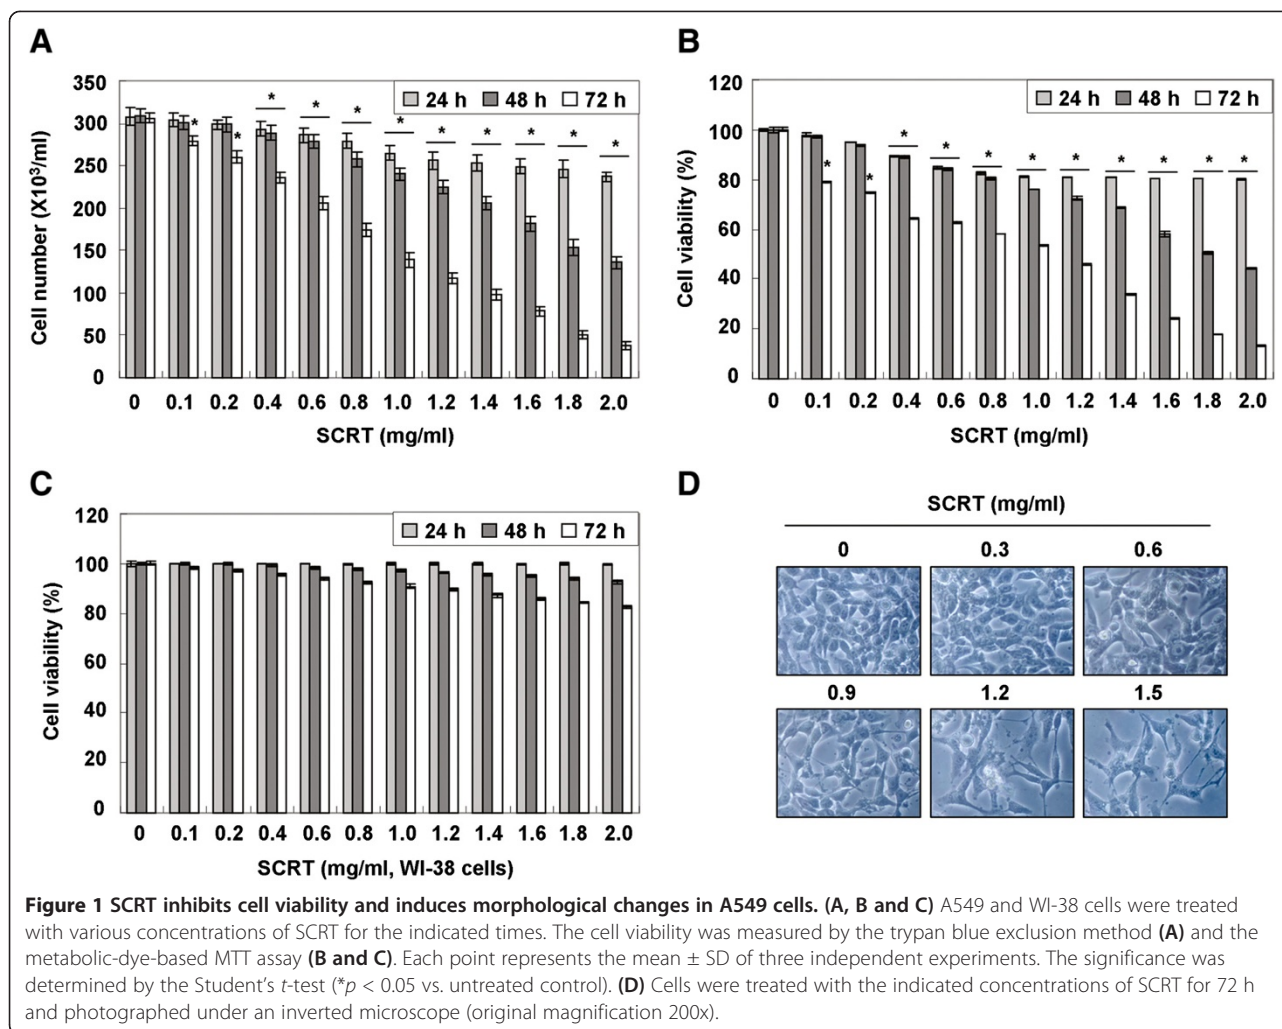 A
Cell number (X10³/ml)
350
300
250
200
150
100
50
0
24 h 48 h 72 h
* * * * * * * * * * *
0 0.1 0.2 0.4 0.6 0.8 1.0 1.2 1.4 1.6 1.8 2.0
SCRT (mg/ml)
B
Cell viability (%)
120
100
80
60
40
20
0
24 h 48 h 72 h
* * * * * * * * * * *
0 0.1 0.2 0.4 0.6 0.8 1.0 1.2 1.4 1.6 1.8 2.0
SCRT (mg/ml)
C
Cell viability (%)
120
100
80
60
40
20
0
24 h 48 h 72 h
0 0.1 0.2 0.4 0.6 0.8 1.0 1.2 1.4 1.6 1.8 2.0
SCRT (mg/ml, WI-38 cells)
D
SCRT (mg/ml)
0 0.3 0.6
0.9 1.2 1.5
Figure 1 SCRT inhibits cell viability and induces morphological changes in A549 cells. (A, B and C) A549 and WI-38 cells were treated
with various concentrations of SCRT for the indicated times. The cell viability was measured by the trypan blue exclusion method (A) and the
metabolic-dye-based MTT assay (B and C). Each point represents the mean ± SD of three independent experiments. The significance was
determined by the Student's t-test (*p < 0.05 vs. untreated control). (D) Cells were treated with the indicated concentrations of SCRT for 72 h
and photographed under an inverted microscope (original magnification 200x).